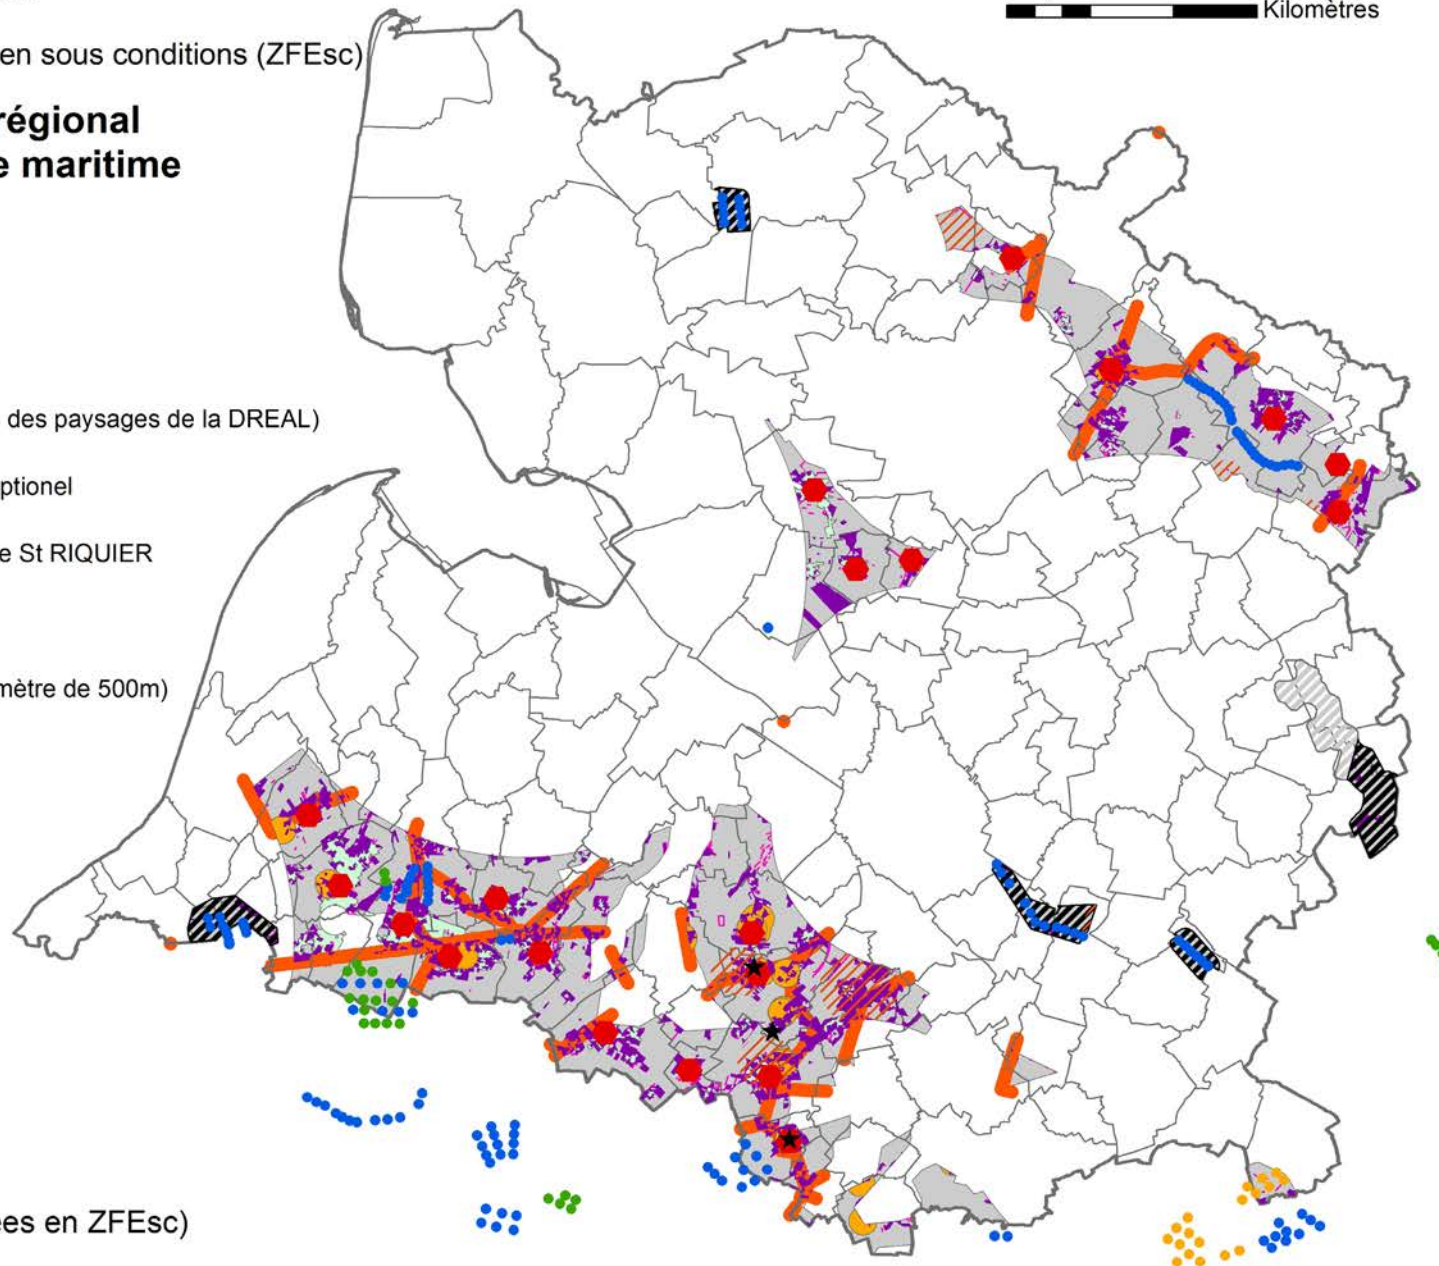 Kilomètres
en sous conditions (ZFEsc)
régional
e maritime
des paysages de la DREAL)
ptionel
e St RIQUIER
mètre de 500m)
es en ZFEsc)